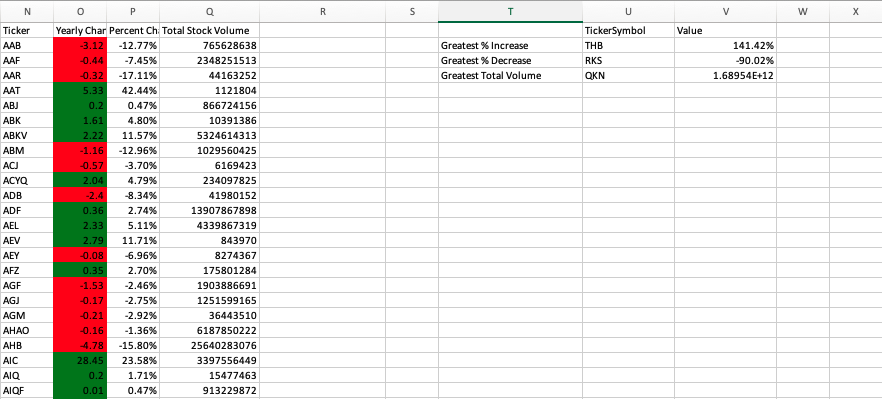 N O P Q R S T U V W X
Ticker Yearly Char Percent Ch Total Stock Volume TickerSymbol Value
AAB -3.12 -12.77% 765628638 Greatest % Increase THB 141.42%
AAF -0.44 -7.45% 2348251513 Greatest % Decrease RKS -90.02%
AAR -0.32 -17.11% 44163252 Greatest Total Volume QKN 1.68954E+12
AAT 5.33 42.44% 1121804
ABJ 0.2 0.47% 866724156
ABK 1.61 4.80% 10391386
ABKV 2.22 11.57% 5324614313
ABM -1.16 -12.96% 1029560425
ACJ -0.57 -3.70% 6169423
ACYQ 2.04 4.79% 234097825
ADB -2.4 -8.34% 41980152
ADF 0.36 2.74% 13907867898
AEL 2.33 5.11% 4339867319
AEV 2.79 11.71% 843970
AEY -0.08 -6.96% 8274367
AFZ 0.35 2.70% 175801284
AGF -1.53 -2.46% 1903886691
AGJ -0.17 -2.75% 1251599165
AGM -0.21 -2.92% 36443510
AHAO -0.16 -1.36% 6187850222
AHB -4.78 -15.80% 25640283076
AIC 28.45 23.58% 3397556449
AIQ 0.2 1.71% 15477463
AIQF 0.01 0.47% 913229872